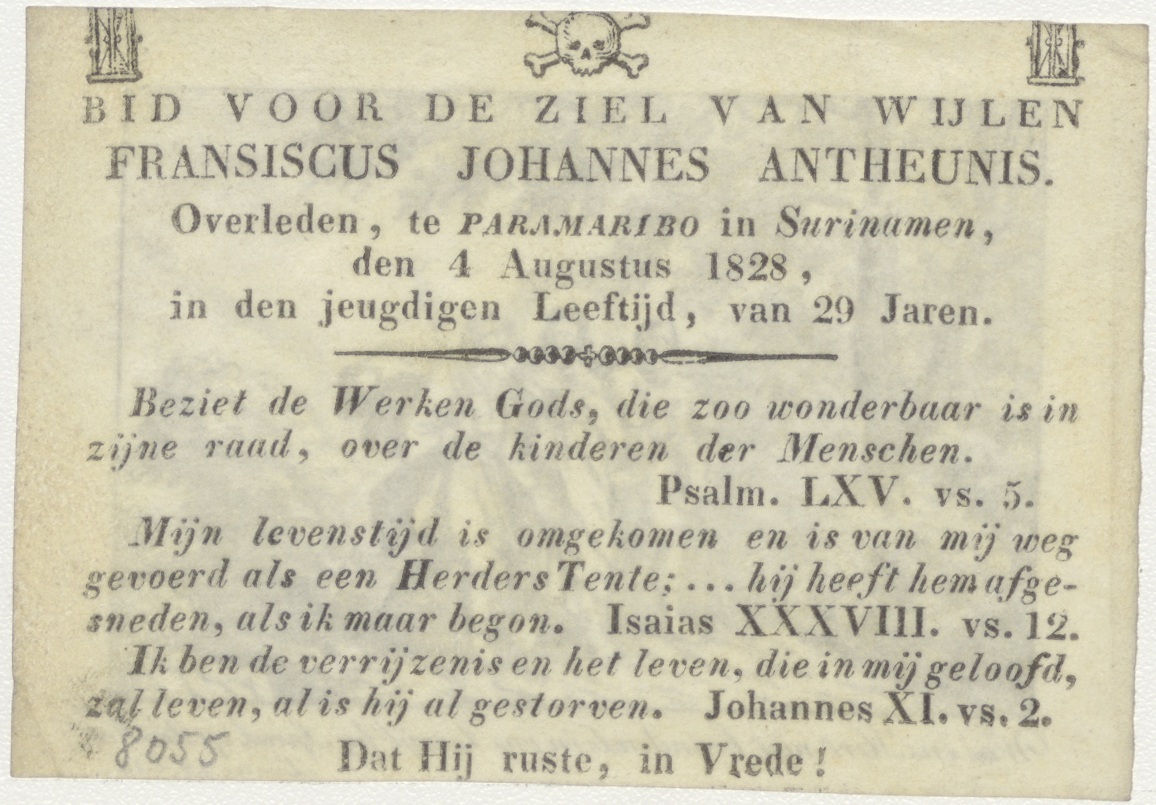 BID VOOR DE ZIEL VAN WIJLEN
FRANSISCUS JOHANNES ANTHEUNIS.
Overleden, te PARAMARIBO in Surinamen,
den 4 Augustus 1828,
in den jeugdigen Leeftijd, van 29 Jaren.
Beziet de Werken Gods, die zoo wonderbaar is in
zijne raad, over de kinderen der Menschen.
Psalm. LXV. vs. 5.
Mijn levenstijd is omgekomen en is van mij weg
gevoerd als een Herders Tente; ... hij heeft hem afge-
sneden, als ik maar begon. Isaias XXXVIII. vs. 12.
Ik ben de verrijzenis en het leven, die in mij geloofd,
zal leven, al is hij al gestorven. Johannes XI. vs. 2.
8055
Dat Hij ruste, in Vrede!